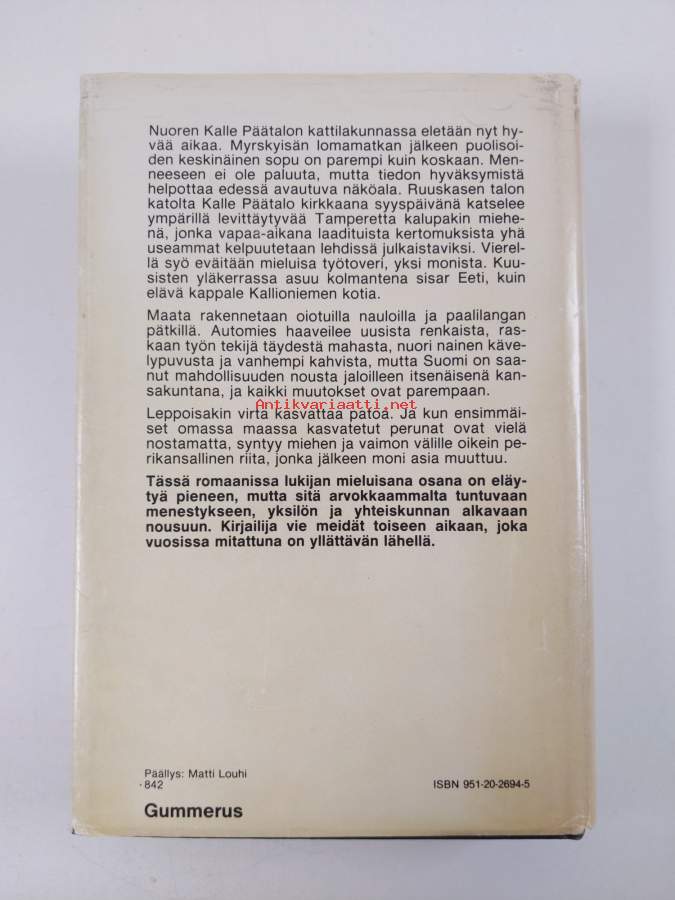 Nuoren Kalle Päätalon kattilakunnassa eletään nyt hy-
vää aikaa. Myrskyisän lomamatkan jälkeen puolisoi-
den keskinäinen sopu on parempi kuin koskaan. Men-
neeseen ei ole paluuta, mutta tiedon hyväksymistä
helpottaa edessä avautuva näköala. Ruuskasen talon
katolta Kalle Päätalo kirkkaana syyspäivänä katselee
ympärillä levittäytyvää Tamperetta kalupakin miehe-
nä, jonka vapaa-aikana laadituista kertomuksista yhä
useammat kelpuutetaan lehdissä julkaistaviksi. Vierel-
lä syö eväitään mieluisa työtoveri, yksi monista. Kuu-
sisten yläkerrassa asuu kolmantena sisar Eeti, kuin
elävä kappale Kallioniemen kotia.
Maata rakennetaan oiotuilla nauloilla ja paalilangan
pätkillä. Automies haaveilee uusista renkaista, ras-
kaan työn tekijä täydestä mahasta, nuori nainen käve-
lypuvusta ja vanhempi kahvista, mutta Suomi on saa-
nut mahdollisuuden nousta jaloilleen itsenäisenä kan-
sakuntana, ja kaikki muutokset ovat parempaan.
Antikvariaatti.net
Leppoisakin virta kasvattaa patoa. Ja kun ensimmäi-
set omassa maassa kasvatetut perunat ovat vielä
nostamatta, syntyy miehen ja vaimon välille oikein pe-
rikansallinen riita, jonka jälkeen moni asia muuttuu.
Tässä romaanissa lukijan mieluisana osana on eläy-
tyä pieneen, mutta sitä arvokkaammalta tuntuvaan
menestykseen, yksilön ja yhteiskunnan alkavaan
nousuun. Kirjailija vie meidät toiseen aikaan, joka
vuosissa mitattuna on yllättävän lähellä.
Päällys: Matti Louhi
842
ISBN 951-20-2694-5
Gummerus